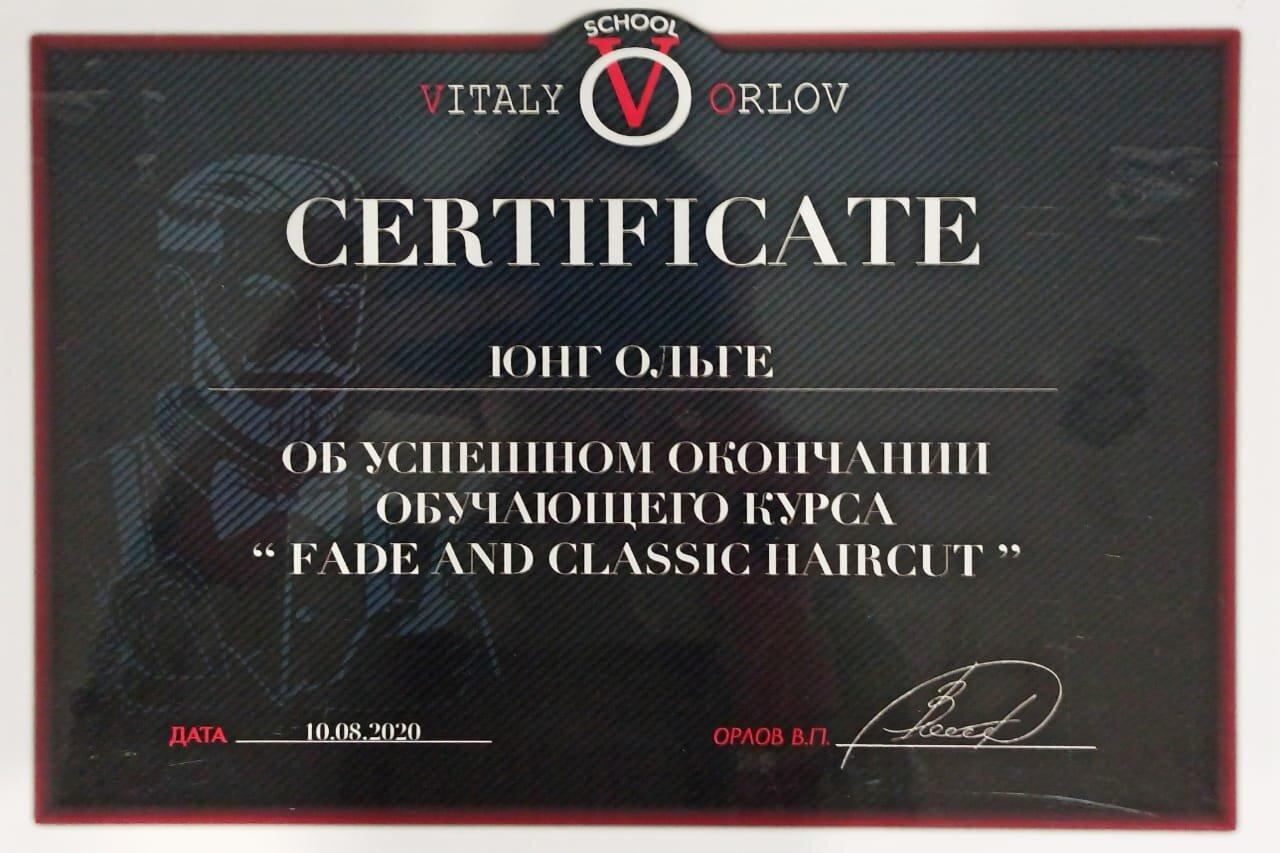 SCHOOL
VITALY VO ORLOV
CERTIFICATE
ЮНГ ОЛЬГЕ
ОБ УСПЕШНОМ ОКОНЧАНИИ
ОБУЧАЮЩЕГО КУРСА
“ FADE AND CLASSIC HAIRCUT ”
ДАТА 10.08.2020
ОРЛОВ В.П.